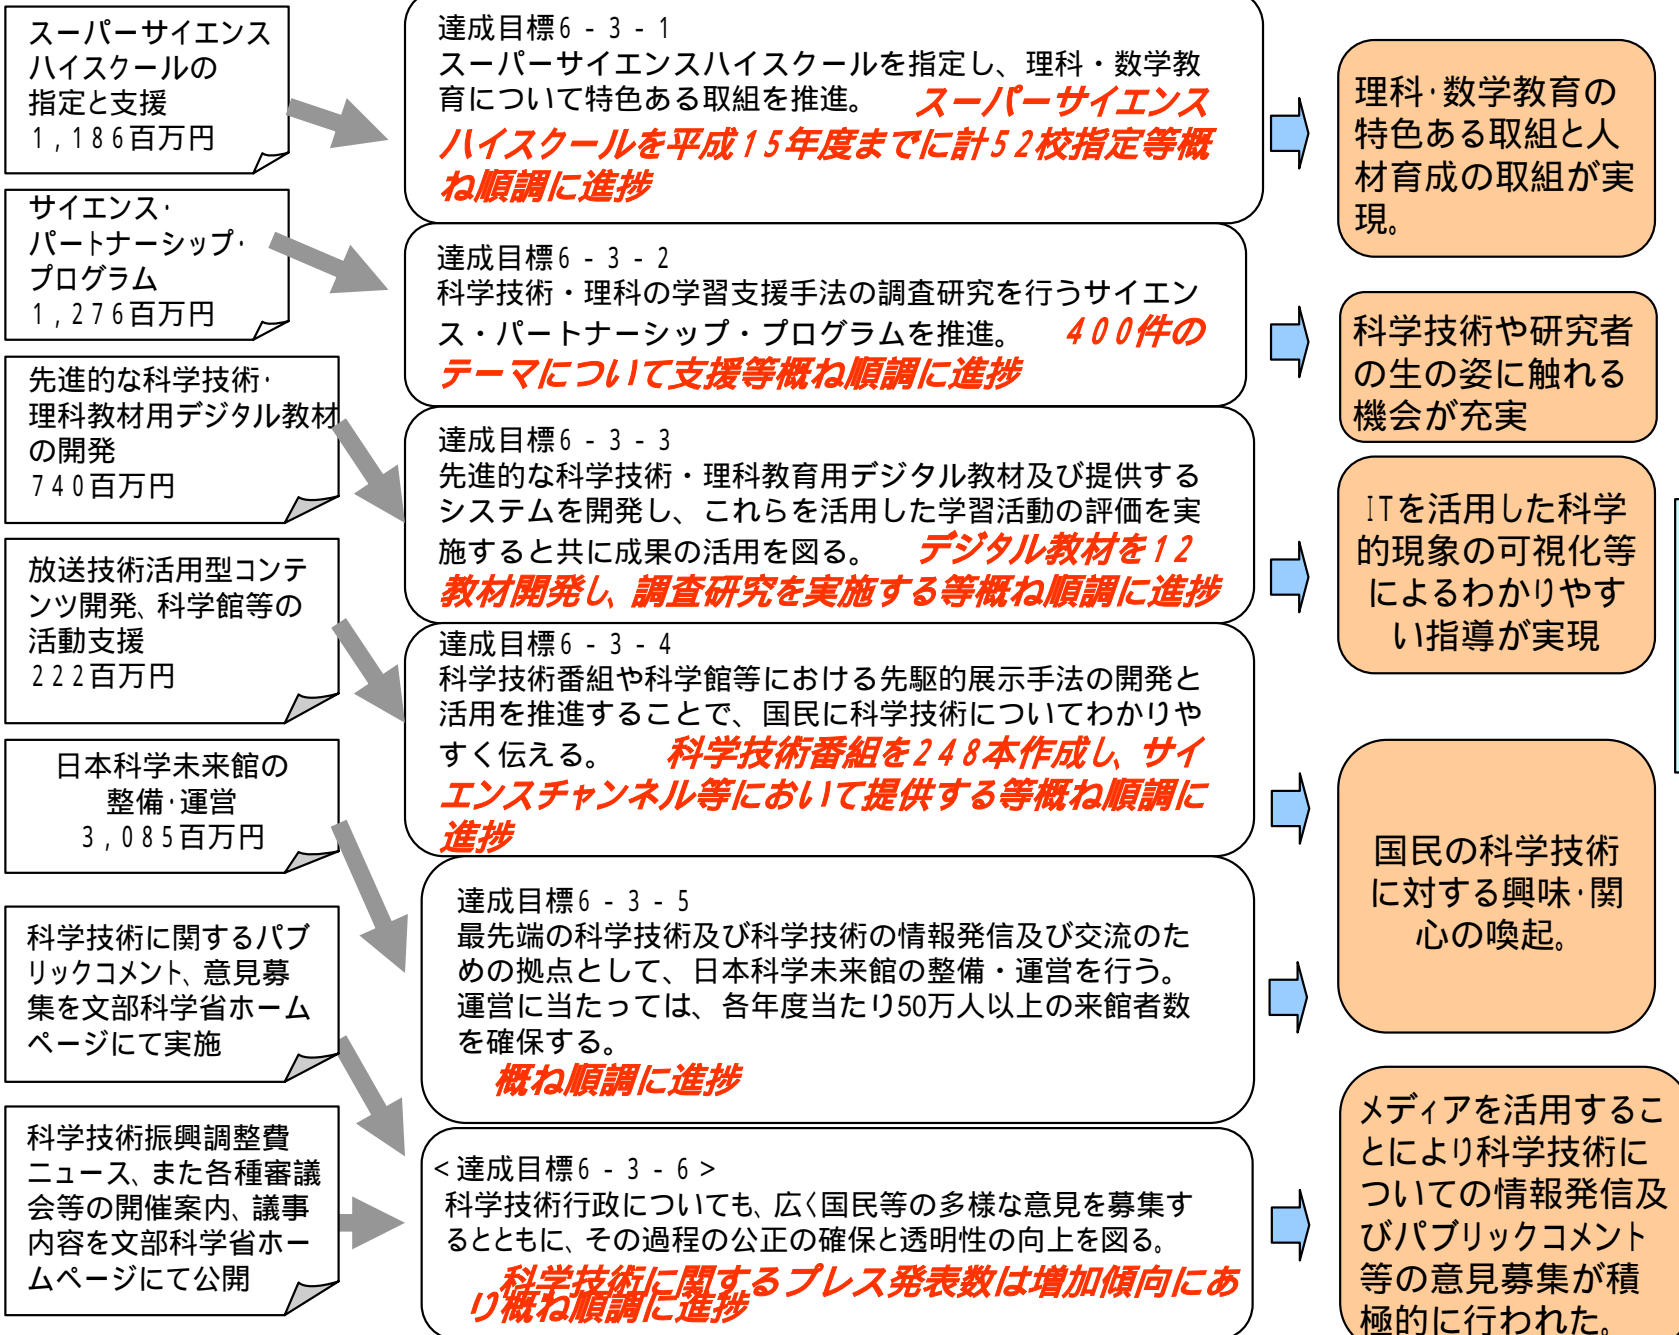 スーパーサイエンス
ハイスクールの
指定と支援
1,186百万円
サイエンス・
パートナーシップ・
プログラム
1,276百万円
先進的な科学技術・
理科教材用デジタル教材
の開発
740百万円
放送技術活用型コンテ
ンツ開発、科学館等の
活動支援
222百万円
日本科学未来館の
整備・運営
3,085百万円
科学技術に関するパブ
リックコメント、意見募
集を文部科学省ホーム
ページにて実施
科学技術振興調整費
ニュース、また各種審議
会等の開催案内、議事
内容を文部科学省ホー
ムページにて公開
達成目標6-3-1
スーパーサイエンスハイスクールを指定し、理科・数学教
育について特色ある取組を推進。 スーパーサイエンス
ハイスクールを平成15年度までに計52校指定等概
ね順調に進捗
達成目標6-3-2
科学技術・理科の学習支援手法の調査研究を行うサイエン
ス・パートナーシップ・プログラムを推進。 400件の
テーマについて支援等概ね順調に進捗
達成目標6-3-3
先進的な科学技術・理科教育用デジタル教材及び提供する
システムを開発し、これらを活用した学習活動の評価を実
施すると共に成果の活用を図る。 デジタル教材を12
教材開発し、調査研究を実施する等概ね順調に進捗
達成目標6-3-4
科学技術番組や科学館等における先駆的展示手法の開発と
活用を推進することで、国民に科学技術についてわかりや
すく伝える。 科学技術番組を248本作成し、サイ
エンスチャンネル等において提供する等概ね順調に
進捗
達成目標6-3-5
最先端の科学技術及び科学技術の情報発信及び交流のた
めの拠点として、日本科学未来館の整備・運営を行う。
運営に当たっては、各年度当たり50万人以上の来館者数
を確保する。
概ね順調に進捗
<達成目標6-3-6>
科学技術行政についても、広く国民等の多様な意見を募集す
るとともに、その過程の公正の確保と透明性の向上を図る。
科学技術に関するプレス発表数は増加傾向にあ
り概ね順調に進捗
理科・数学教育の
特色ある取組と人
材育成の取組が実
現。
科学技術や研究者
の生の姿に触れる
機会が充実
ITを活用した科学
的現象の可視化等
によるわかりやす
い指導が実現
国民の科学技術
に対する興味・関
心の喚起。
メディアを活用するこ
とにより科学技術に
ついての情報発信及
びパブリックコメント
等の意見募集が積
極的に行われた。